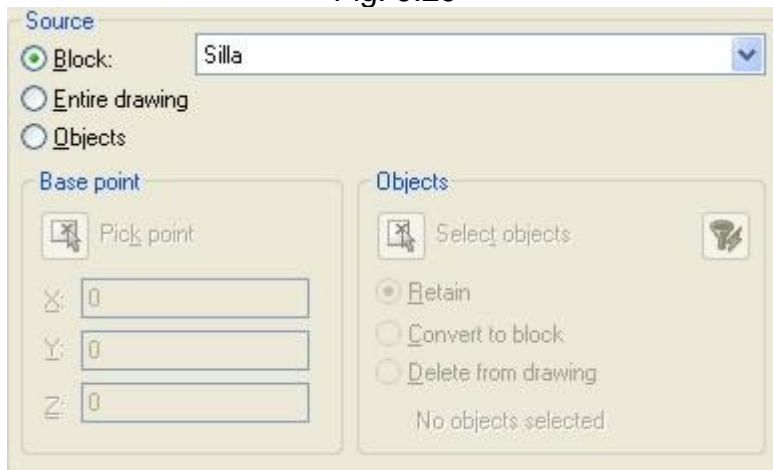 Source
Block: Silla
Entire drawing
Objects
Base point
Pick point
X: 0
Y: 0
Z: 0
Objects
Select objects
Retain
Convert to block
Delete from drawing
No objects selected